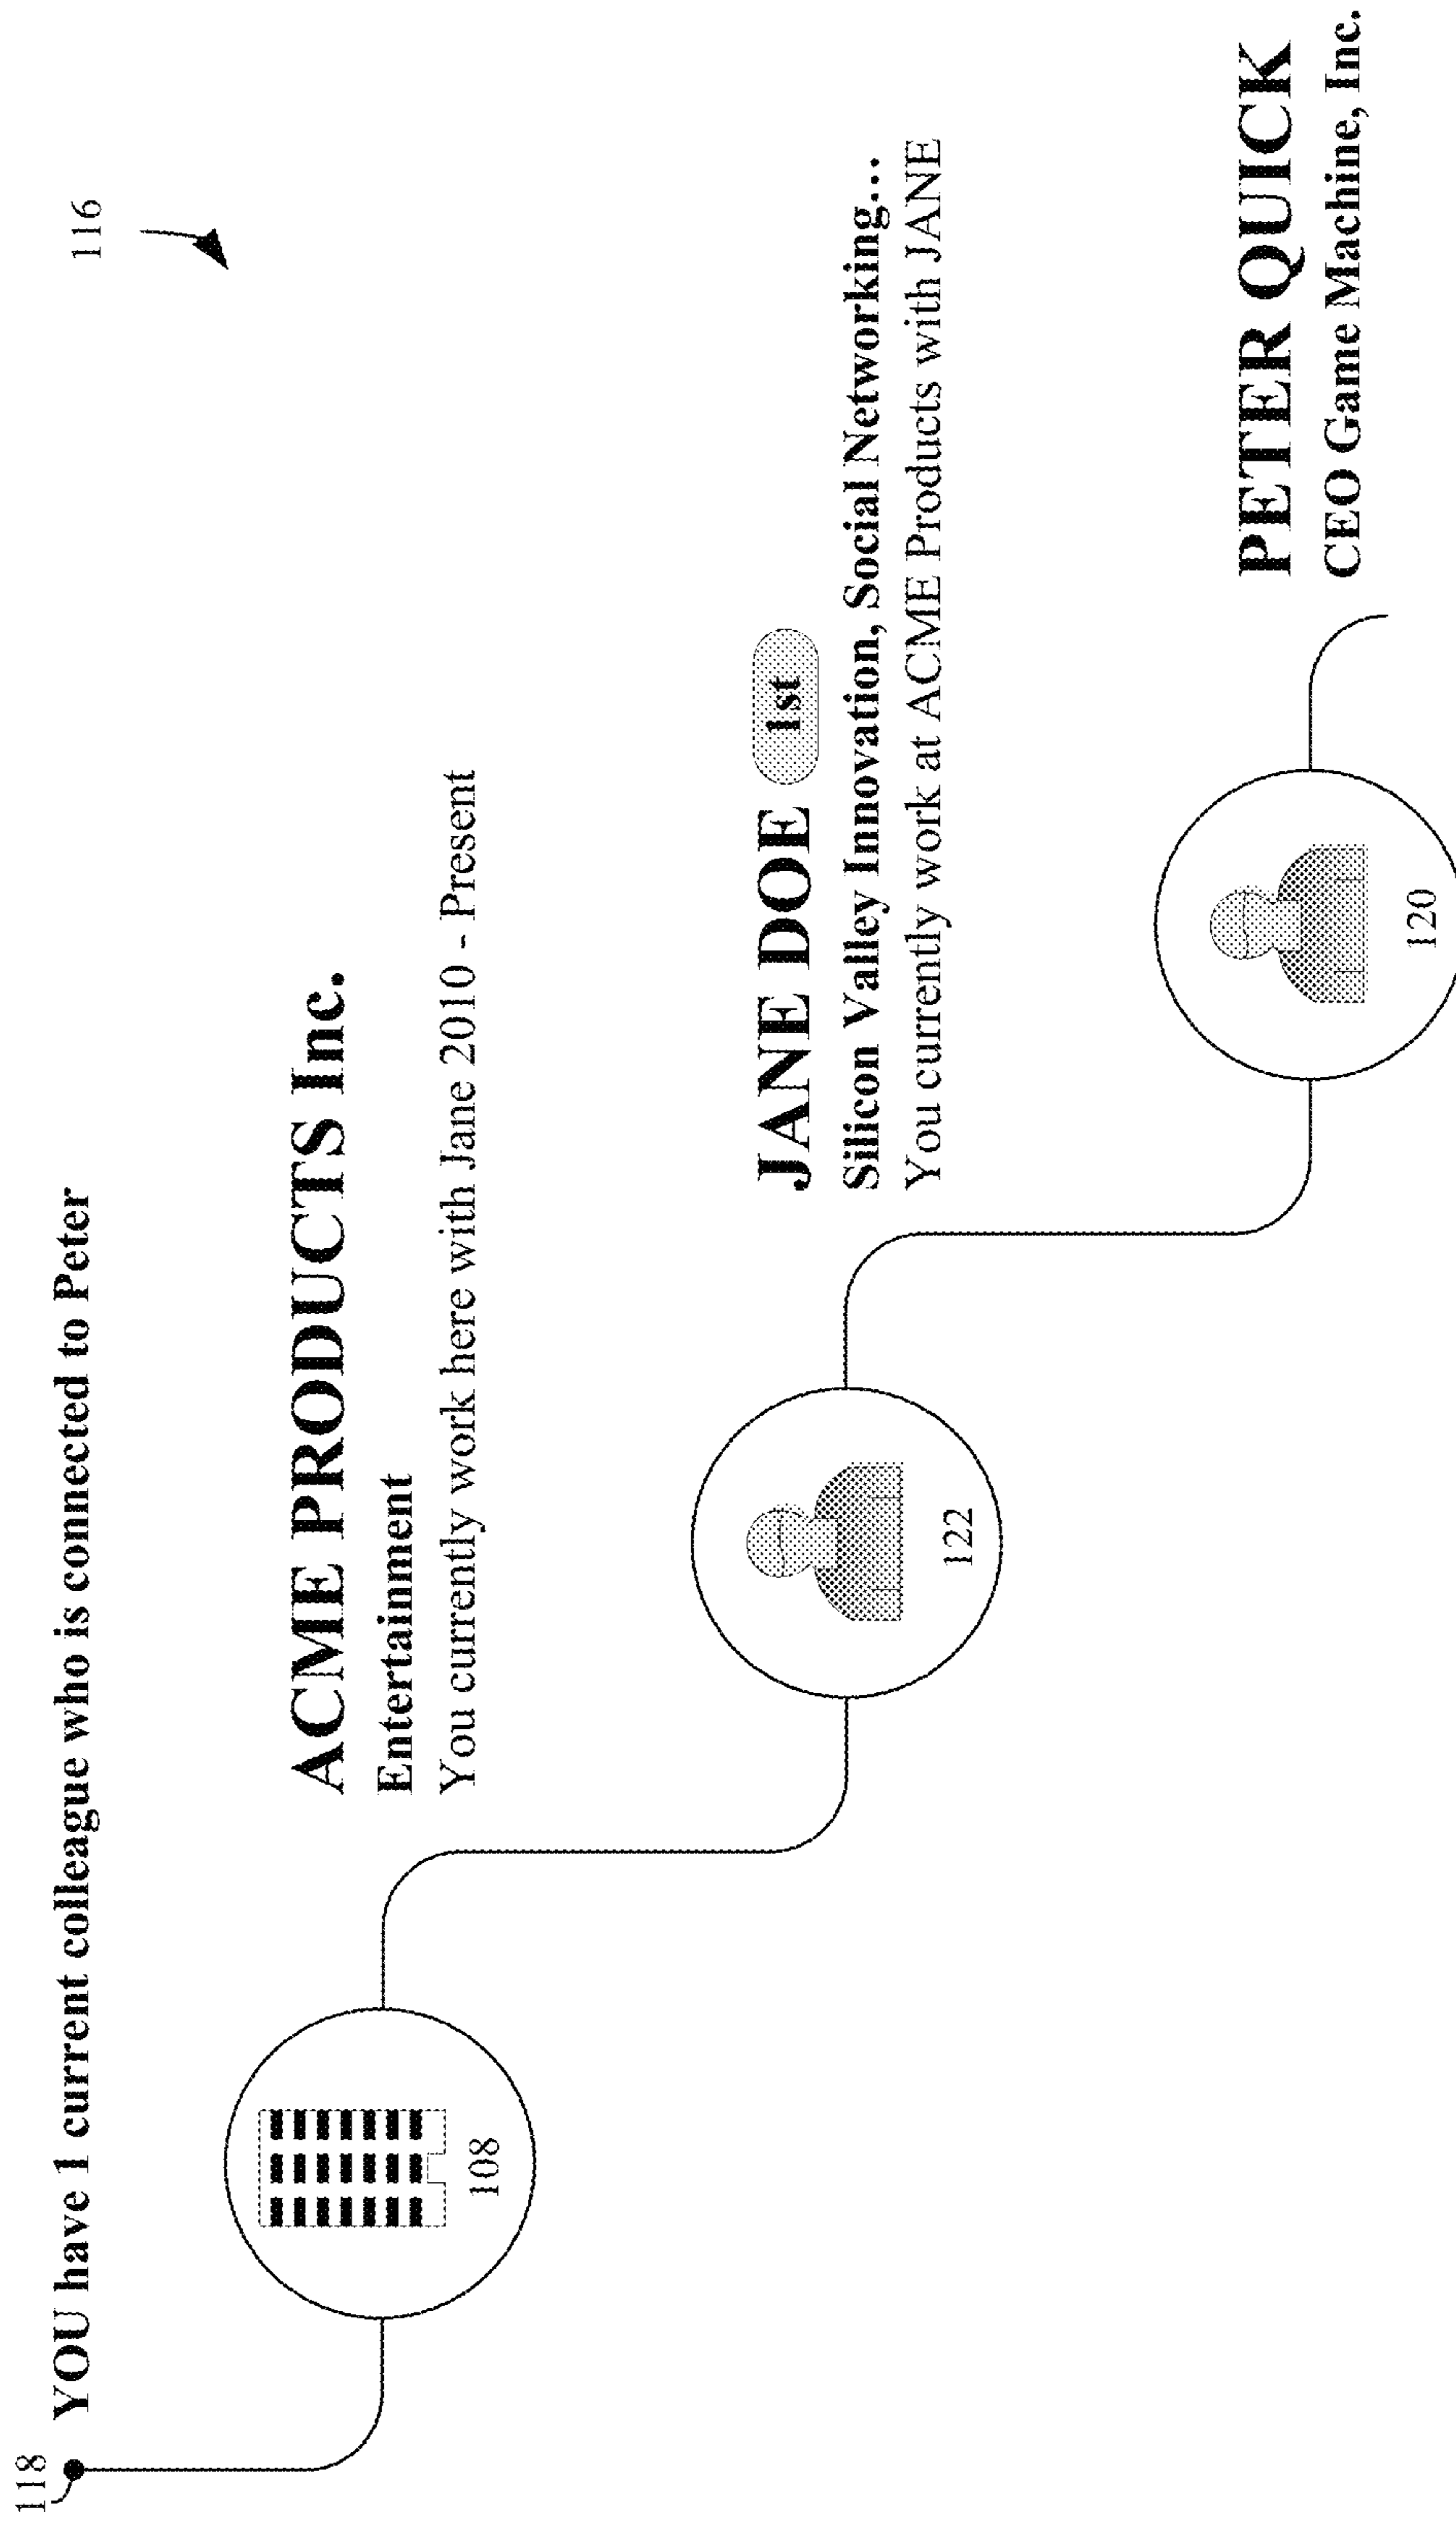 118
YOU have 1 current colleague who is connected to Peter
116
ACME PRODUCTS Inc.
Entertainment
You currently work here with Jane 2010 - Present
108
JANE DOE 1st
Silicon Valley Innovation, Social Networking...
You currently work at ACME Products with JANE
122
PETER QUICK
CEO Game Machine, Inc.
120